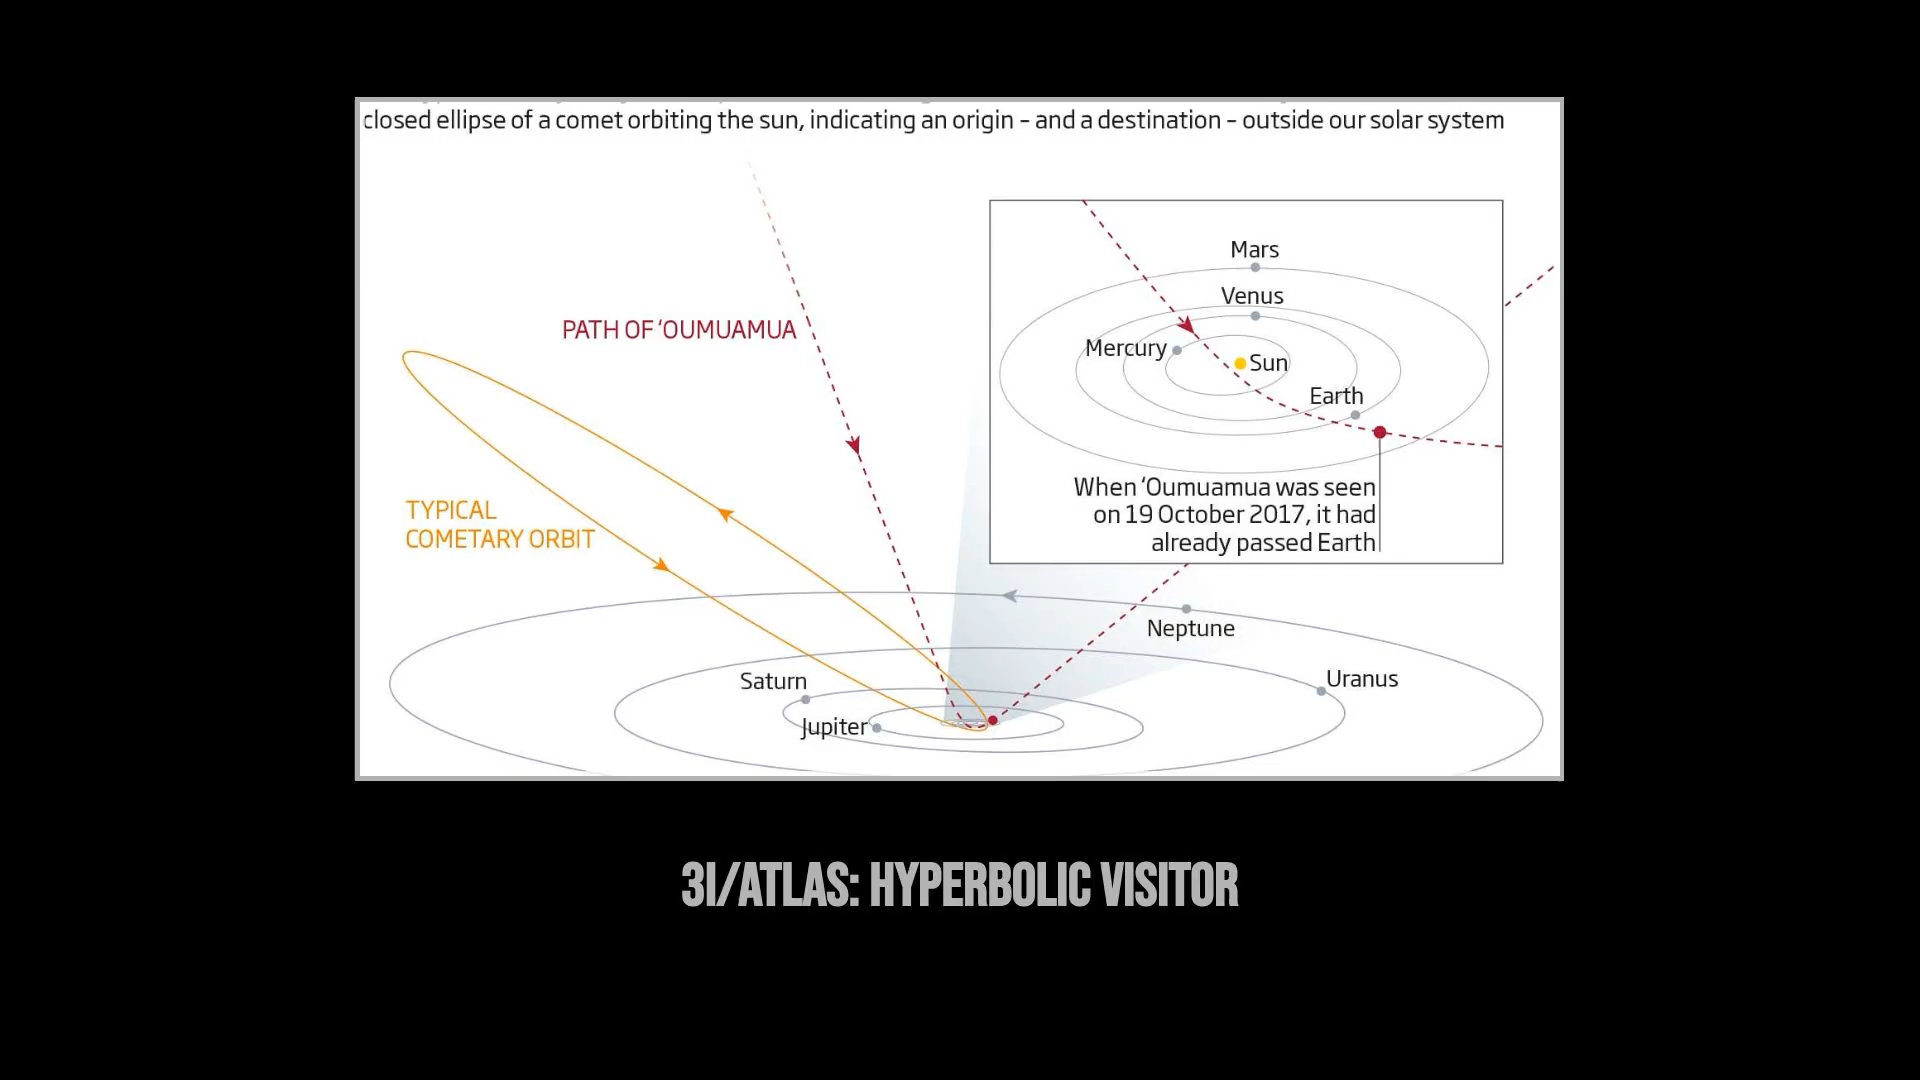 closed ellipse of a comet orbiting the sun, indicating an origin – and a destination – outside our solar system
Mars
Venus
PATH OF ‘OUMUAMUA
Mercury
Sun
Earth
When ‘Oumuamua was seen
on 19 October 2017, it had
already passed Earth
TYPICAL
COMETARY ORBIT
Neptune
Saturn
Uranus
Jupiter
3I/ATLAS: HYPERBOLIC VISITOR